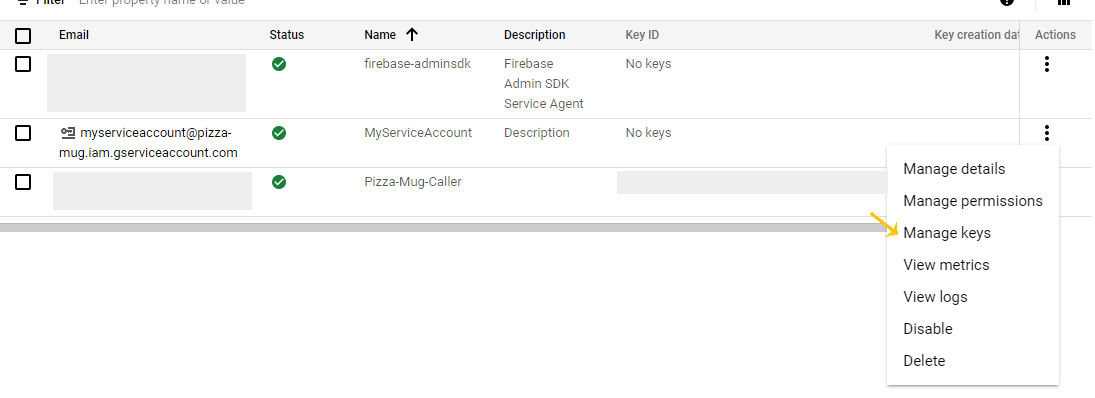 Filter Enter property name or value
Email Status Name Description Key ID Key creation dat Actions
firebase-adminsdk Firebase No keys
Admin SDK
Service Agent
myserviceaccount@pizza- MyServiceAccount Description No keys
mug.iam.gserviceaccount.com
Pizza-Mug-Caller
Manage details
Manage permissions
Manage keys
View metrics
View logs
Disable
Delete